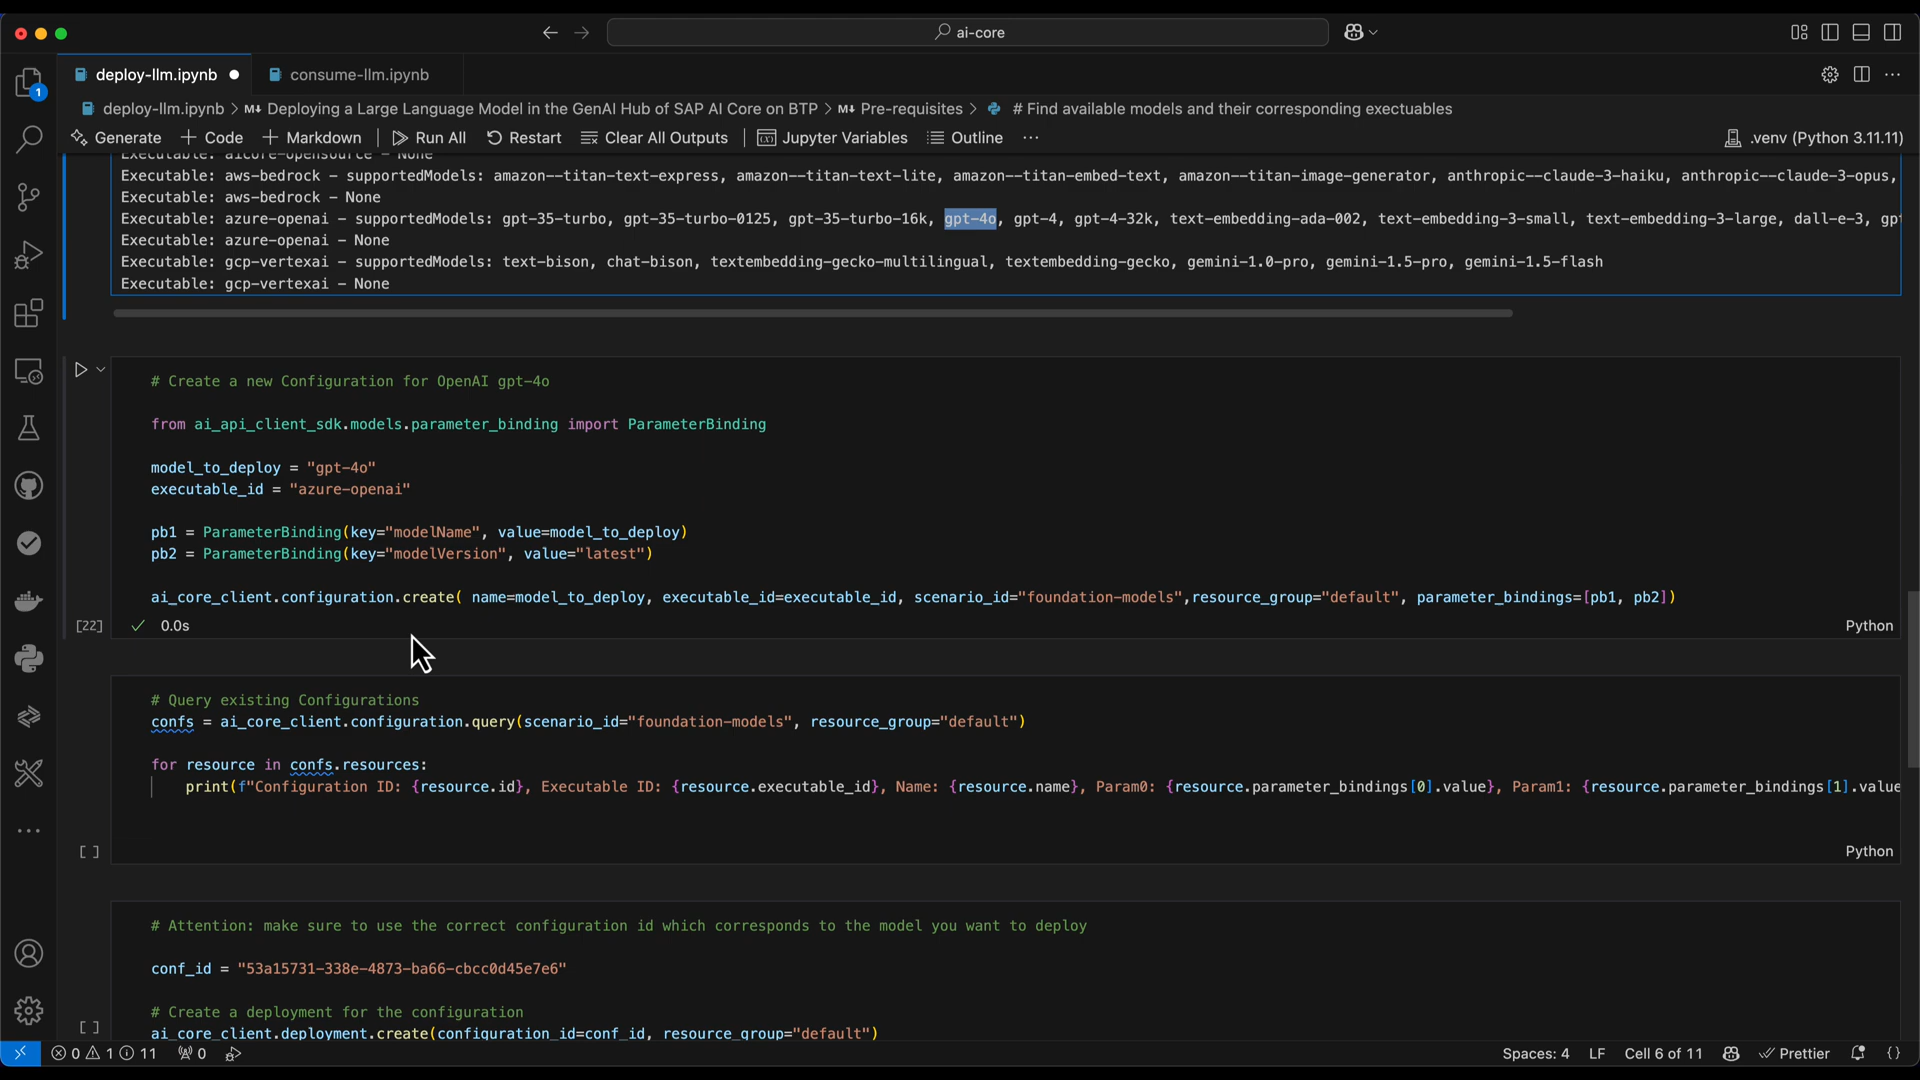 ai-core
deploy-llm.ipynb
consume-llm.ipynb
deploy-llm.ipynb > M↓ Deploying a Large Language Model in the GenAI Hub of SAP AI Core on BTP > M↓ Pre-requisites > # Find available models and their corresponding exectuables
Generate + Code + Markdown | Run All Restart Clear All Outputs | Jupyter Variables Outline ... .venv (Python 3.11.11)
1
Executable: aicore-opensource – None
Executable: aws-bedrock – supportedModels: amazon--titan-text-express, amazon--titan-text-lite, amazon--titan-embed-text, amazon--titan-image-generator, anthropic--claude-3-haiku, anthropic--claude-3-opus,
Executable: aws-bedrock – None
Executable: azure-openai – supportedModels: gpt-35-turbo, gpt-35-turbo-0125, gpt-35-turbo-16k, gpt-4o, gpt-4, gpt-4-32k, text-embedding-ada-002, text-embedding-3-small, text-embedding-3-large, dall-e-3,
Executable: azure-openai – None
Executable: gcp-vertexai – supportedModels: text-bison, chat-bison, textembedding-gecko-multilingual, textembedding-gecko, gemini-1.0-pro, gemini-1.5-pro, gemini-1.5-flash
Executable: gcp-vertexai – None
# Create a new Configuration for OpenAI gpt-4o
from ai_api_client_sdk.models.parameter_binding import ParameterBinding
model_to_deploy = "gpt-4o"
executable_id = "azure-openai"
pb1 = ParameterBinding(key="modelName", value=model_to_deploy)
pb2 = ParameterBinding(key="modelVersion", value="latest")
ai_core_client.configuration.create( name=model_to_deploy, executable_id=executable_id, scenario_id="foundation-models",resource_group="default", parameter_bindings=[pb1, pb2])
[22] ✓ 0.0s Python
# Query existing Configurations
confs = ai_core_client.configuration.query(scenario_id="foundation-models", resource_group="default")
for resource in confs.resources:
print(f"Configuration ID: {resource.id}, Executable ID: {resource.executable_id}, Name: {resource.name}, Param0: {resource.parameter_bindings[0].value}, Param1: {resource.parameter_bindings[1].value
[ ] Python
# Attention: make sure to use the correct configuration id which corresponds to the model you want to deploy
conf_id = "53a15731-338e-4873-ba66-cbcc0d45e7e6"
# Create a deployment for the configuration
[ ] ai_core_client.deployment.create(configuration_id=conf_id, resource_group="default")
0 1 11 0 Spaces: 4 LF Cell 6 of 11 Prettier {}